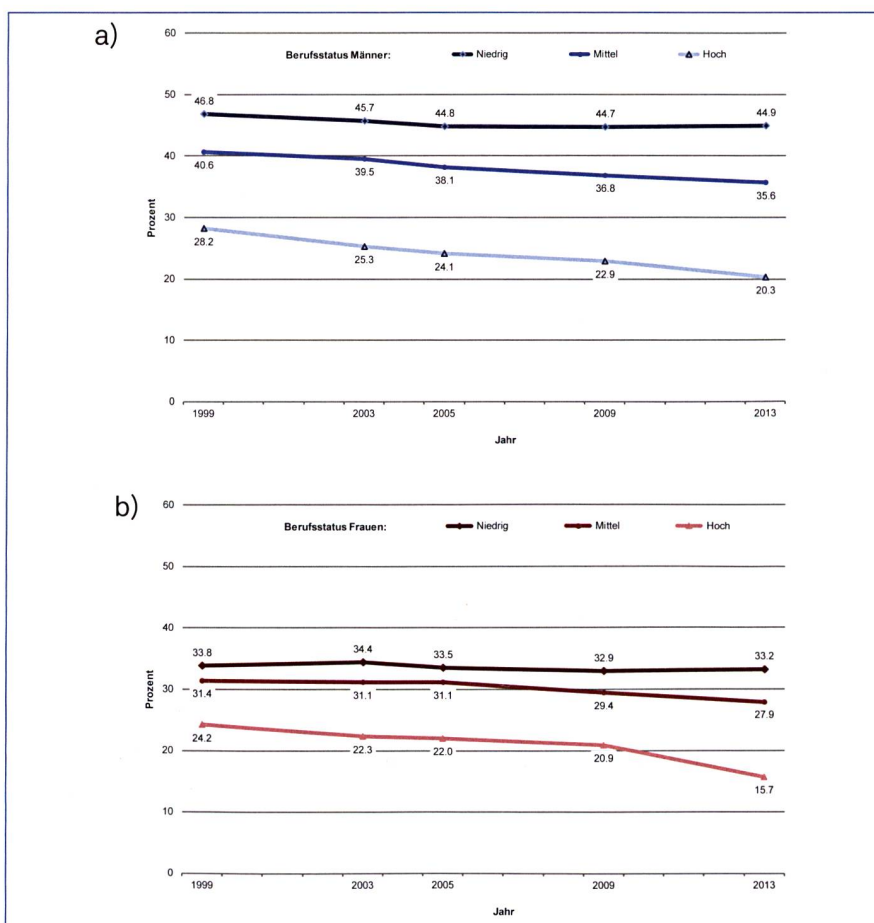 a)
60
Berufsstatus Männer: Niedrig Mittel Hoch
50
46.8 45.7 44.8 44.7 44.9
40
40.6 39.5 38.1 36.8 35.6
Prozent
30
28.2 25.3 24.1 22.9 20.3
20
10
0
1999 2003 2005 2009 2013
Jahr
b)
60
Berufsstatus Frauen: Niedrig Mittel Hoch
50
40
33.8 34.4 33.5 32.9 33.2
30
31.4 31.1 31.1 29.4 27.9
Prozent
20
24.2 22.3 22.0 20.9 15.7
10
0
1999 2003 2005 2009 2013
Jahr